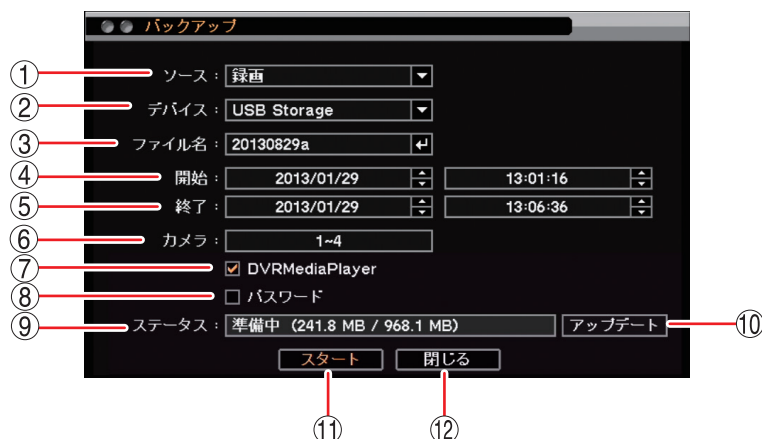 バックアップ
① ソース : 録画
② デバイス : USB Storage
③ ファイル名 : 20130829a
④ 開始 : 2013/01/29 13:01:16
⑤ 終了 : 2013/01/29 13:06:36
⑥ カメラ : 1~4
⑦ DVRMediaPlayer
⑧ パスワード
⑨ ステータス : 準備中 (241.8 MB / 968.1 MB) アップデート ⑩
スタート 閉じる
⑪ ⑫